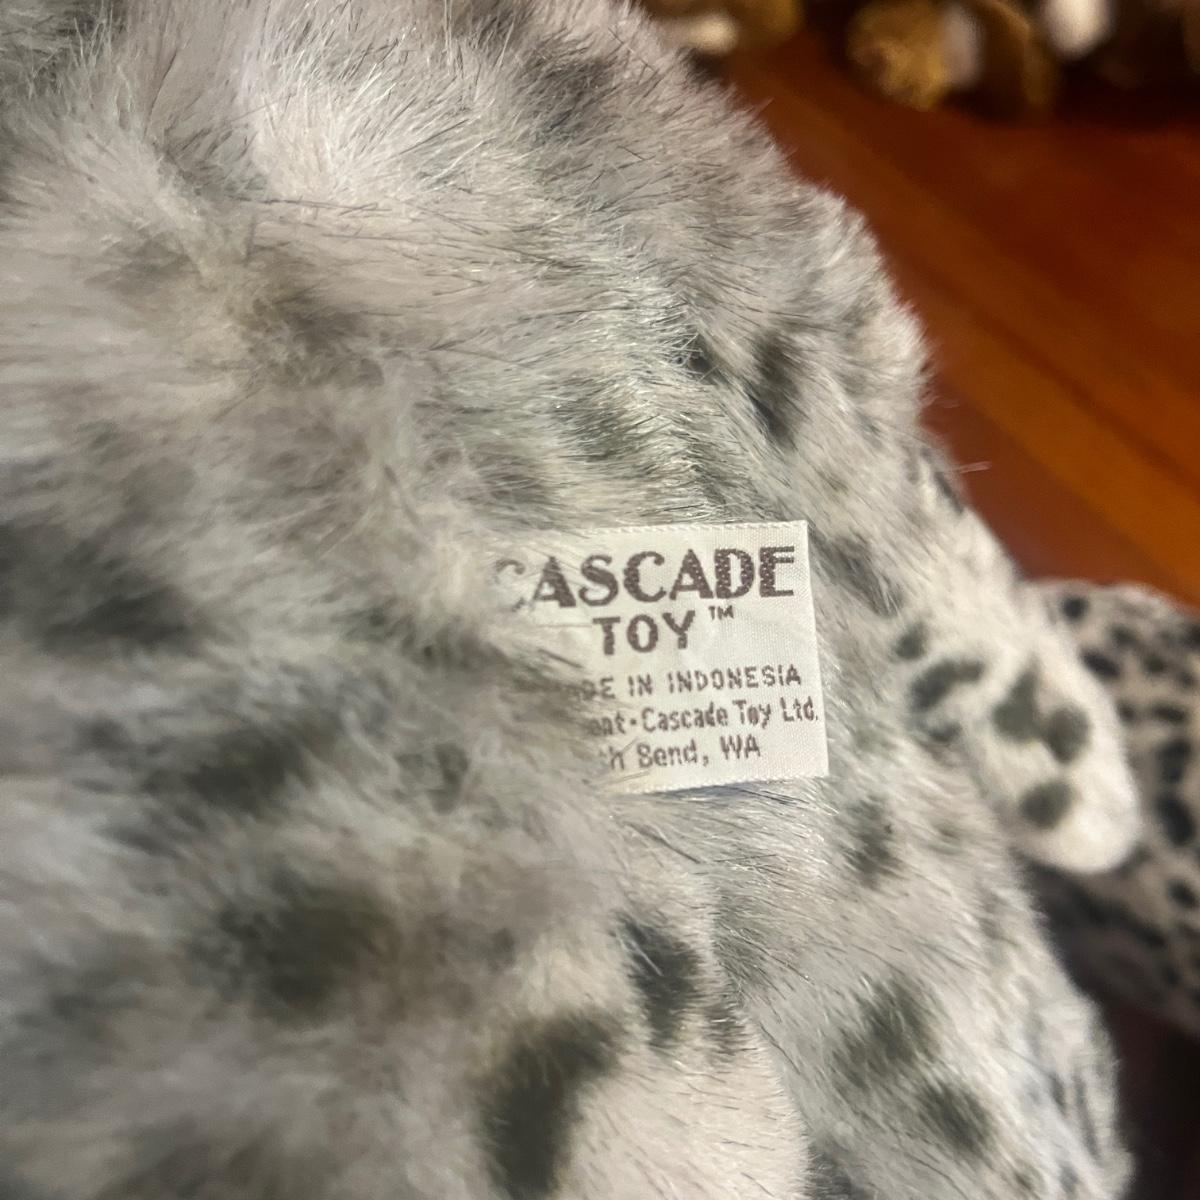 CASCADE
TOY™
IN INDONESIA
Cascade Toy Ltd.
Bend, WA